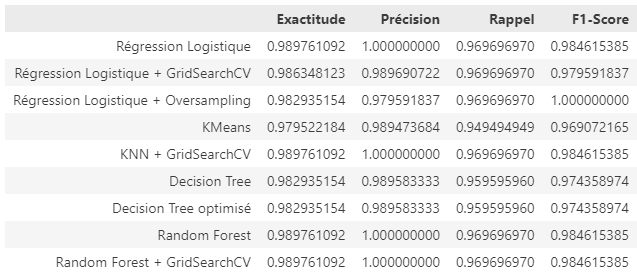 Exactitude Précision Rappel F1-Score
Régression Logistique 0.989761092 1.000000000 0.969696970 0.984615385
Régression Logistique + GridSearchCV 0.986348123 0.989690722 0.969696970 0.979591837
Régression Logistique + Oversampling 0.982935154 0.979591837 0.969696970 1.000000000
KMeans 0.979522184 0.989473684 0.949494949 0.969072165
KNN + GridSearchCV 0.989761092 1.000000000 0.969696970 0.984615385
Decision Tree 0.982935154 0.989583333 0.959595960 0.974358974
Decision Tree optimisé 0.982935154 0.989583333 0.959595960 0.974358974
Random Forest 0.989761092 1.000000000 0.969696970 0.984615385
Random Forest + GridSearchCV 0.989761092 1.000000000 0.969696970 0.984615385